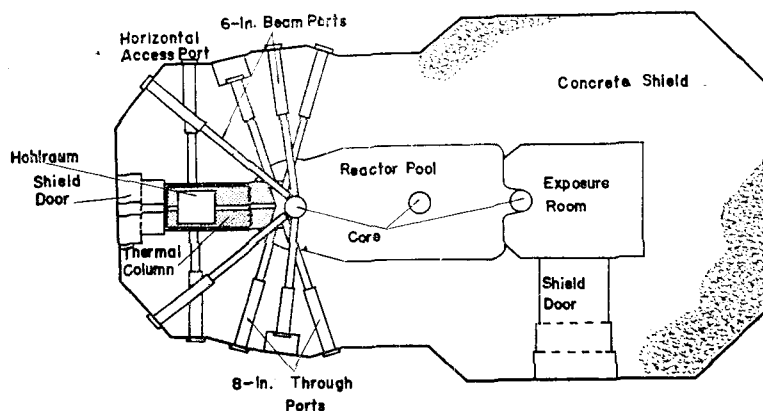 6-In. Beam Ports
Horizontal
Access Port
Concrete Shield
Hohlraum
Shield
Door
Reactor Pool
Exposure
Room
Core
Thermal
Column
Shield
Door
8-In. Through
Ports